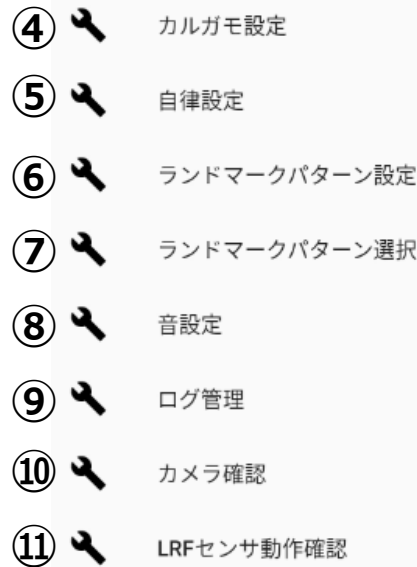 ④ カルガモ設定
⑤ 自律設定
⑥ ランドマークパターン設定
⑦ ランドマークパターン選択
⑧ 音設定
⑨ ログ管理
⑩ カメラ確認
⑪ LRFセンサ動作確認